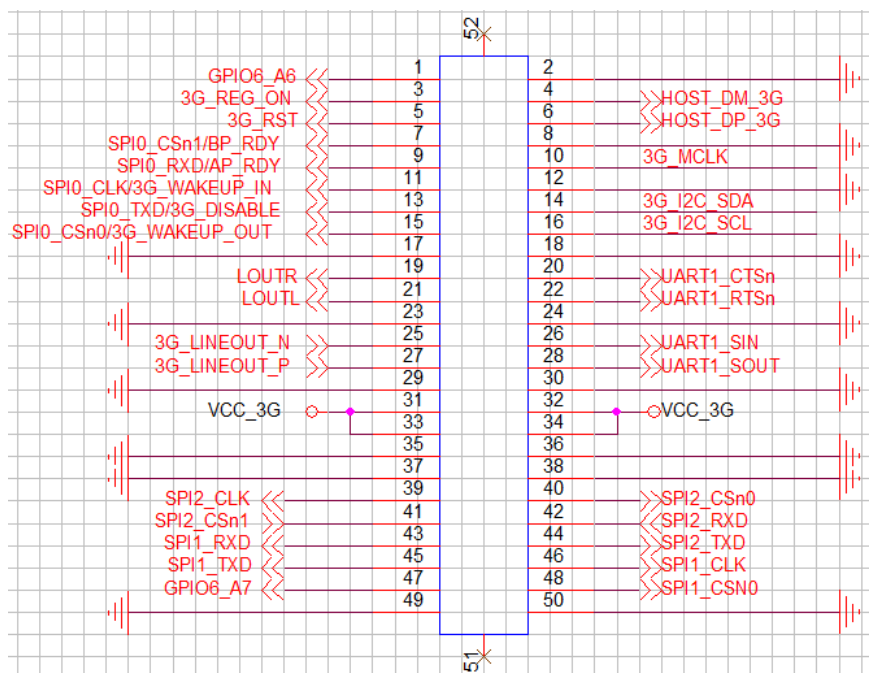 52
1 2
GPIO6_A6
3 4
3G_REG_ON HOST_DM_3G
5 6
3G_RST HOST_DP_3G
7 8
SPI0_CSn1/BP_RDY
9 10
SPI0_RXD/AP_RDY 3G_MCLK
11 12
SPI0_CLK/3G_WAKEUP_IN
13 14
SPI0_TXD/3G_DISABLE 3G_I2C_SDA
15 16
SPI0_CSn0/3G_WAKEUP_OUT 3G_I2C_SCL
17 18
19 20
LOUTR UART1_CTSn
21 22
LOUTL UART1_RTSn
23 24
25 26
3G_LINEOUT_N UART1_SIN
27 28
3G_LINEOUT_P UART1_SOUT
29 30
31 32
VCC_3G VCC_3G
33 34
35 36
37 38
39 40
SPI2_CLK SPI2_CSn0
41 42
SPI2_CSn1 SPI2_RXD
43 44
SPI1_RXD SPI2_TXD
45 46
SPI1_TXD SPI1_CLK
47 48
GPIO6_A7 SPI1_CSN0
49 50
51